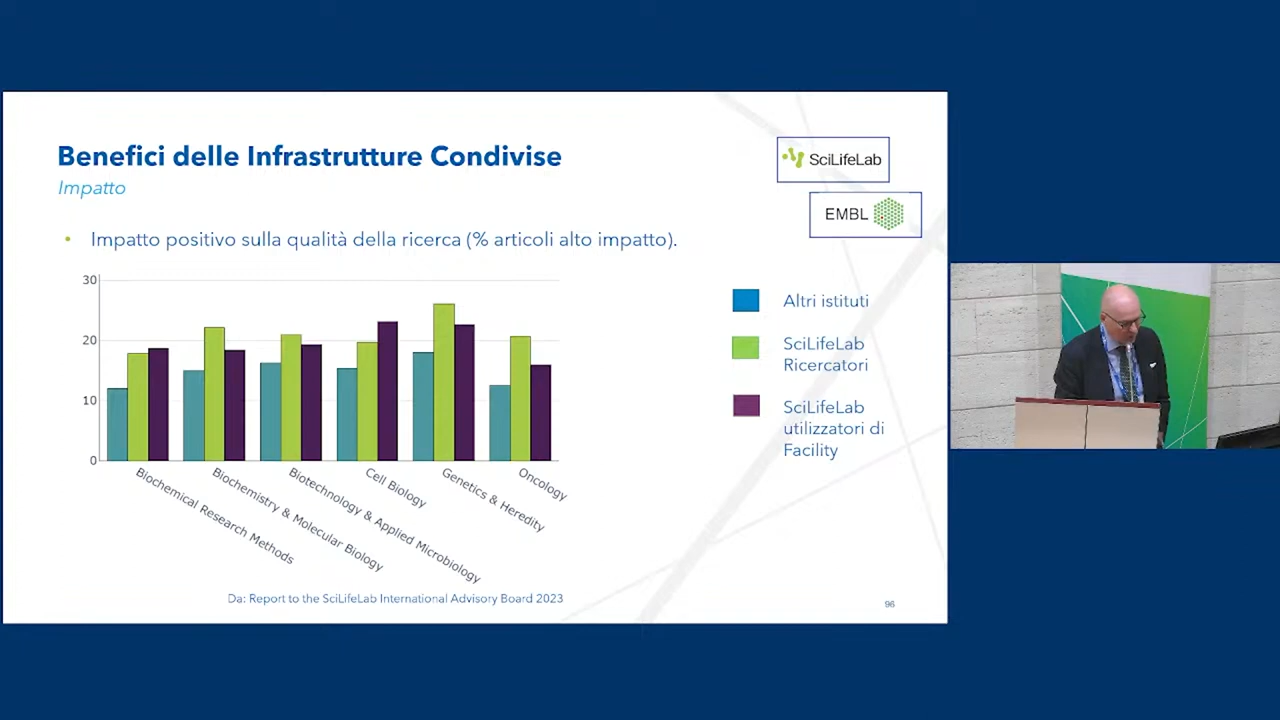 Benefici delle Infrastrutture Condivise
Impatto
SciLifeLab
EMBL
• Impatto positivo sulla qualità della ricerca (% articoli alto impatto).
30
20
10
0
Biochemical Research Methods
Biochemistry & Molecular Biology
Biotechnology & Applied Microbiology
Cell Biology
Genetics & Heredity
Oncology
Altri istituti
SciLifeLab
Ricercatori
SciLifeLab
utilizzatori di
Facility
Da: Report to the SciLifeLab International Advisory Board 2023
96